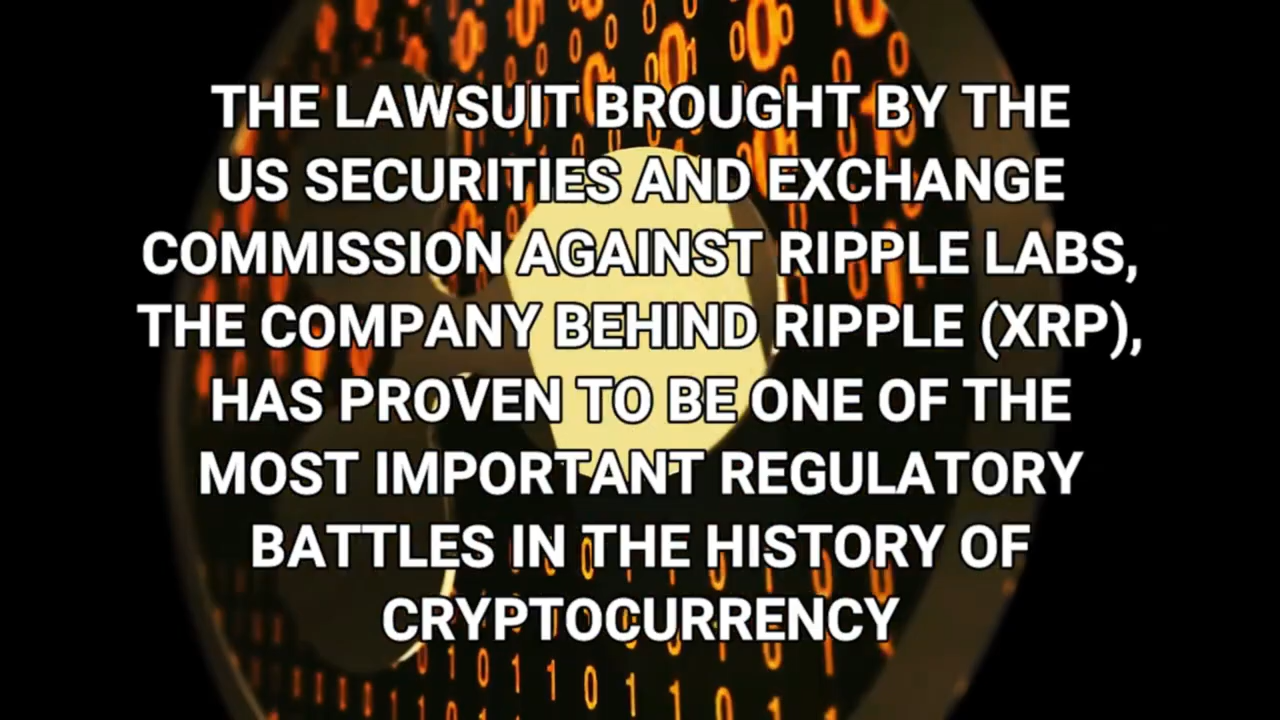 THE LAWSUIT BROUGHT BY THE
US SECURITIES AND EXCHANGE
COMMISSION AGAINST RIPPLE LABS,
THE COMPANY BEHIND RIPPLE (XRP),
HAS PROVEN TO BE ONE OF THE
MOST IMPORTANT REGULATORY
BATTLES IN THE HISTORY OF
CRYPTOCURRENCY